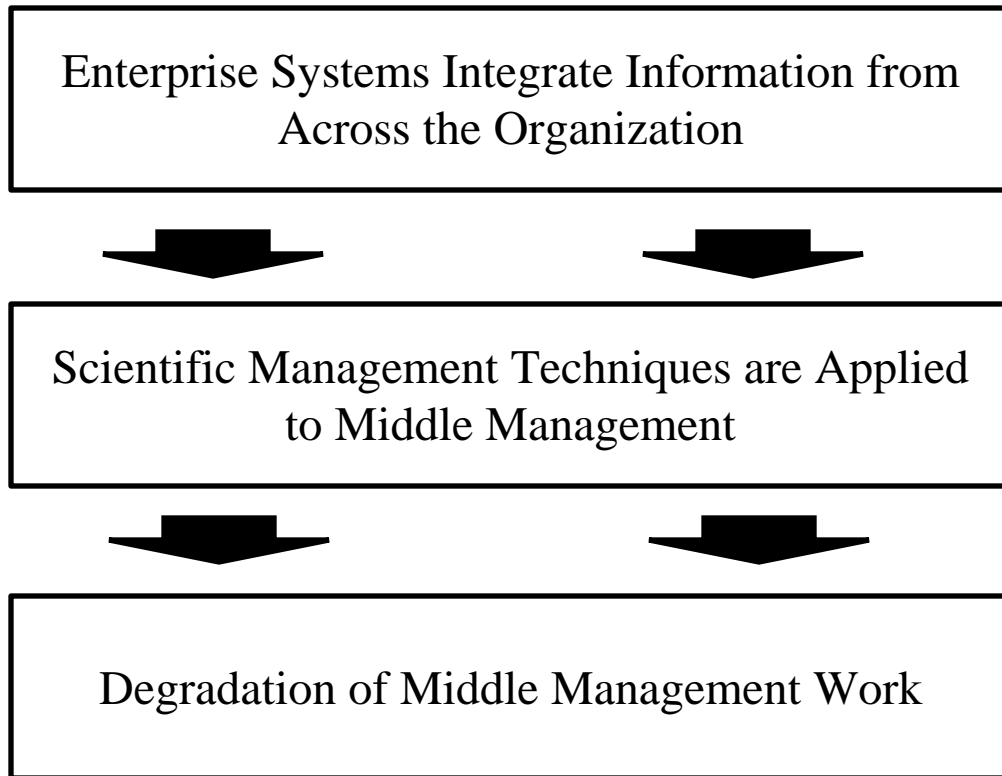 Enterprise Systems Integrate Information from
Across the Organization
Scientific Management Techniques are Applied
to Middle Management
Degradation of Middle Management Work